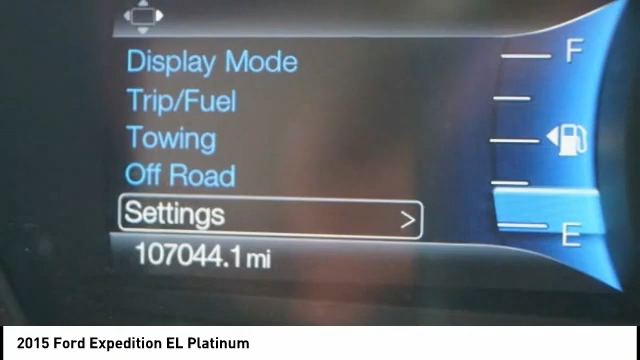 Display Mode
F
Trip/Fuel
Towing
Off Road
Settings >
E
107044.1 mi
2015 Ford Expedition EL Platinum